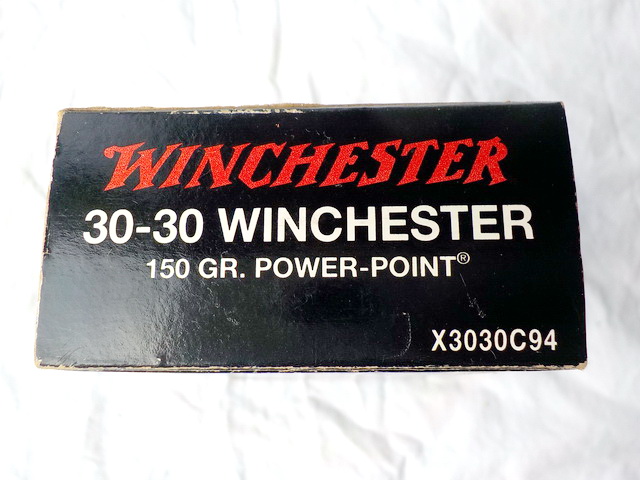 WINCHESTER
30-30 WINCHESTER
150 GR. POWER-POINT®
X3030C94